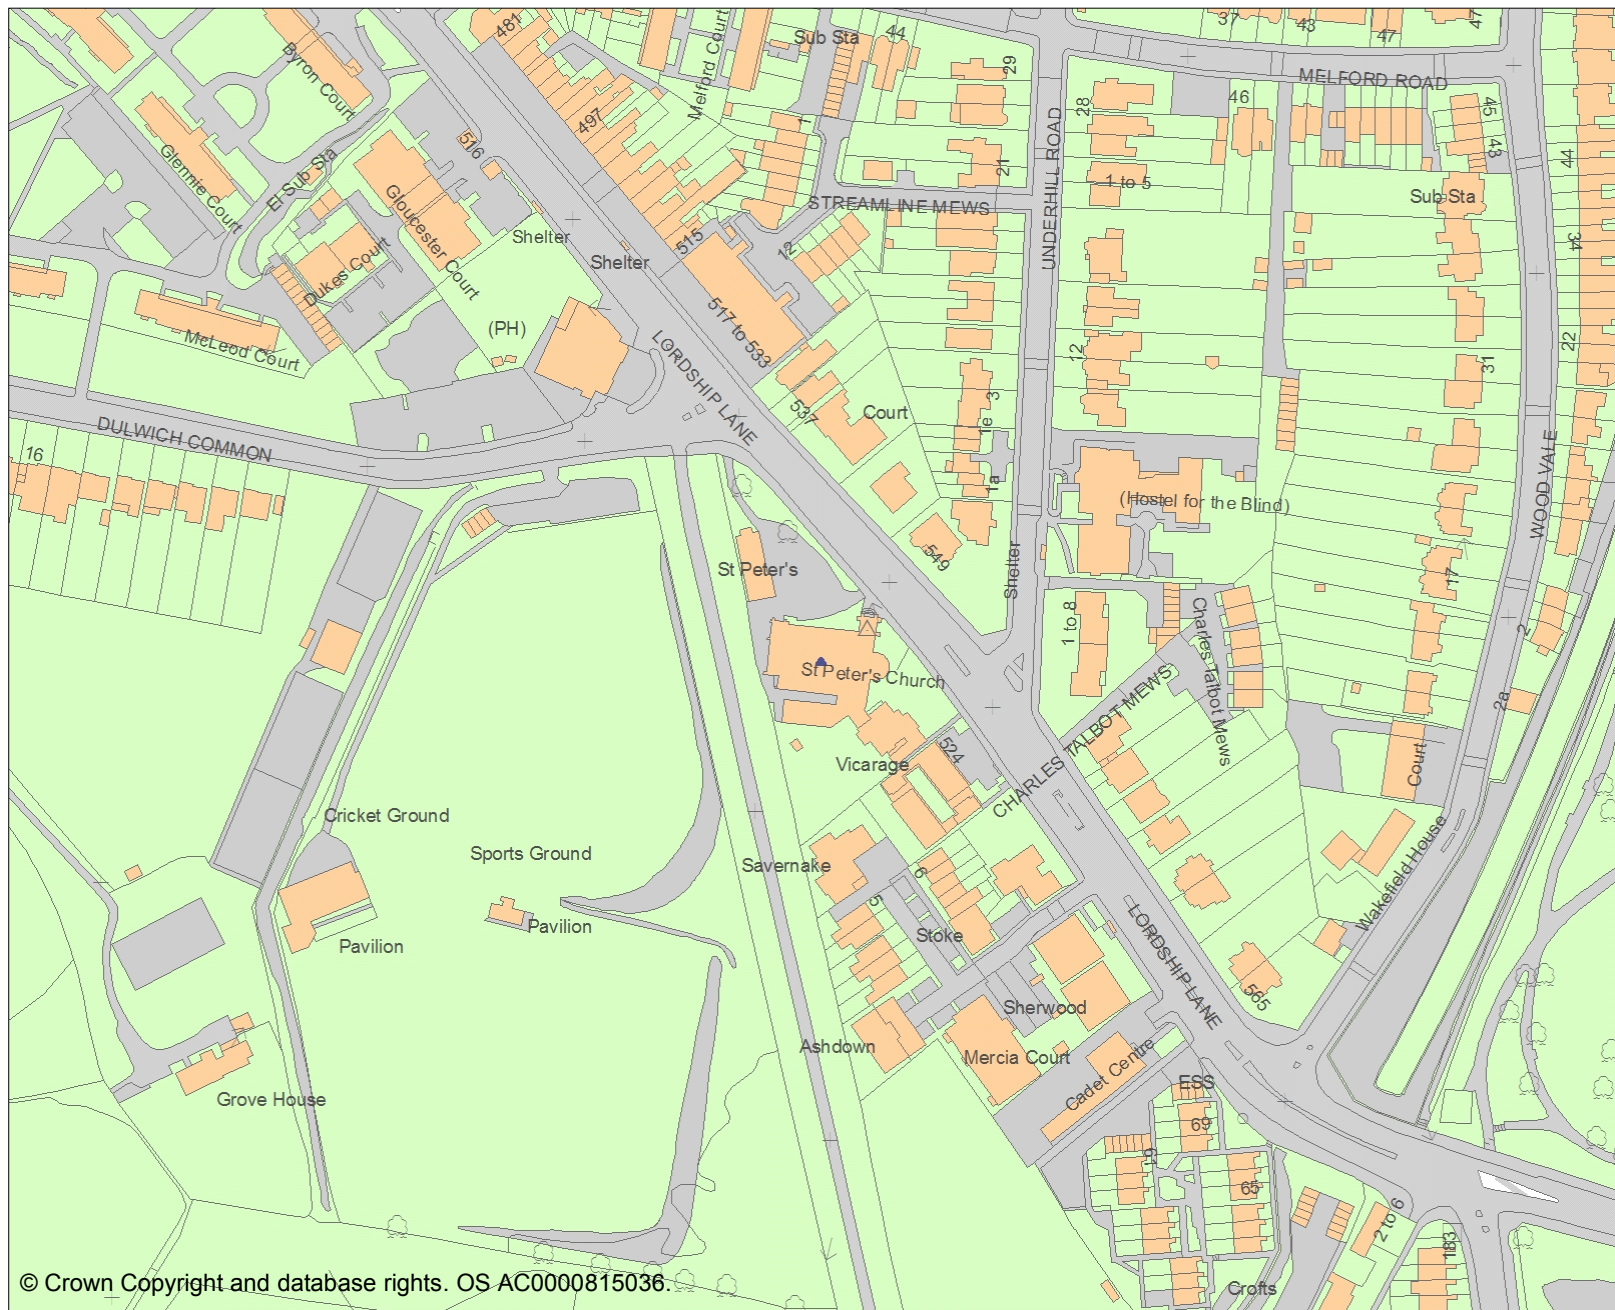 481
Melford Court
Sub Sta
44
29
37
43
47
47
MELFORD ROAD
Byron Court
497
1
28
46
45
43
44
516
Glennie Court
El Sub Sta
Gloucester Court
21
1 to 5
Sub Sta
STREAMLINE MEWS
UNDERHILL ROAD
Shelter
Shelter
515
12
34
Dukes Court
(PH)
517 to 533
McLeod Court
LORDSHIP LANE
12
22
31
537
Court
3
1e
DULWICH COMMON
16
1a
(Hostel for the Blind)
WOOD VALE
St Peter's
549
Shelter
17
1 to 8
Charles Talbot Mews
2
St Peter's Church
CHARLES TALBOT MEWS
2a
524
Vicarage
Court
Cricket Ground
Sports Ground
Savernake
6
5
Wakefield House
Pavilion
Pavilion
Stoke
LORDSHIP LANE
565
Sherwood
Ashdown
Mercia Court
Cadet Centre
Grove House
ESS
69
61
65
2 to 6
183
Crofts
© Crown Copyright and database rights. OS AC0000815036.